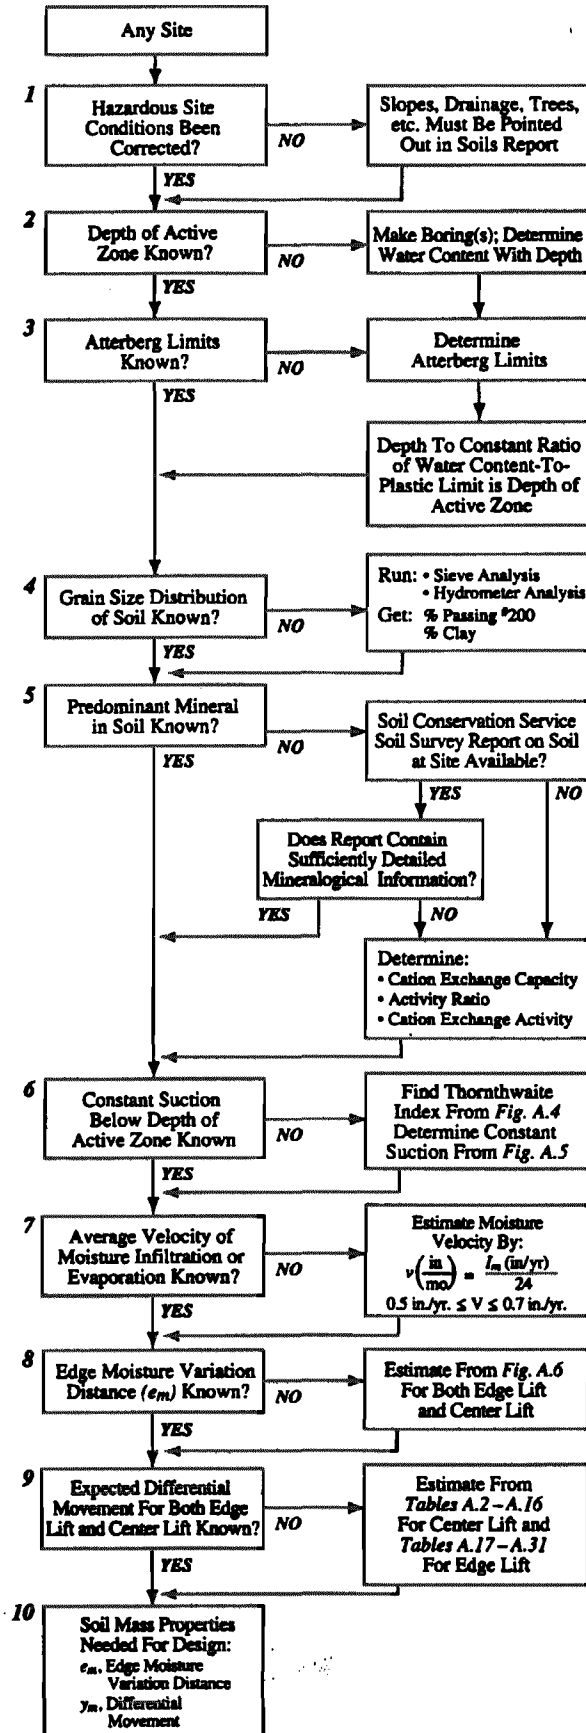 Any Site
1
Hazardous Site
Conditions Been
Corrected?
NO
Slopes, Drainage, Trees,
etc. Must Be Pointed
Out in Soils Report
YES
2
Depth of Active
Zone Known?
NO
Make Boring(s); Determine
Water Content With Depth
YES
3
Atterberg Limits
Known?
NO
Determine
Atterberg Limits
YES
Depth To Constant Ratio
of Water Content-To-
Plastic Limit is Depth of
Active Zone
4
Grain Size Distribution
of Soil Known?
NO
Run: • Sieve Analysis
• Hydrometer Analysis
Get: % Passing #200
% Clay
YES
5
Predominant Mineral
in Soil Known?
NO
Soil Conservation Service
Soil Survey Report on Soil
at Site Available?
YES
YES
NO
Does Report Contain
Sufficiently Detailed
Mineralogical Information?
YES
NO
Determine:
• Cation Exchange Capacity
• Activity Ratio
• Cation Exchange Activity
6
Constant Suction
Below Depth of
Active Zone Known
NO
Find Thornthwaite
Index From Fig. A.4
Determine Constant
Suction From Fig. A.5
YES
7
Average Velocity of
Moisture Infiltration or
Evaporation Known?
NO
Estimate Moisture
Velocity By:
v(in/mo) = I_m (in/yr)/24
0.5 in./yr. ≤ V ≤ 0.7 in./yr.
YES
8
Edge Moisture Variation
Distance (e_m) Known?
NO
Estimate From Fig. A.6
For Both Edge Lift
and Center Lift
YES
9
Expected Differential
Movement For Both Edge
Lift and Center Lift Known?
NO
Estimate From
Tables A.2–A.16
For Center Lift and
Tables A.17–A.31
For Edge Lift
YES
10
Soil Mass Properties
Needed For Design:
e_m, Edge Moisture
Variation Distance
y_m, Differential
Movement